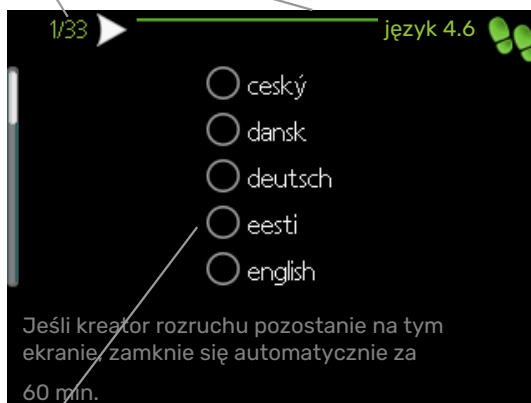 1/33
język 4.6
ceský
dansk
deutsch
eesti
english
Jeśli kreator rozruchu pozostanie na tym
ekranie, zamknie się automatycznie za
60 min.